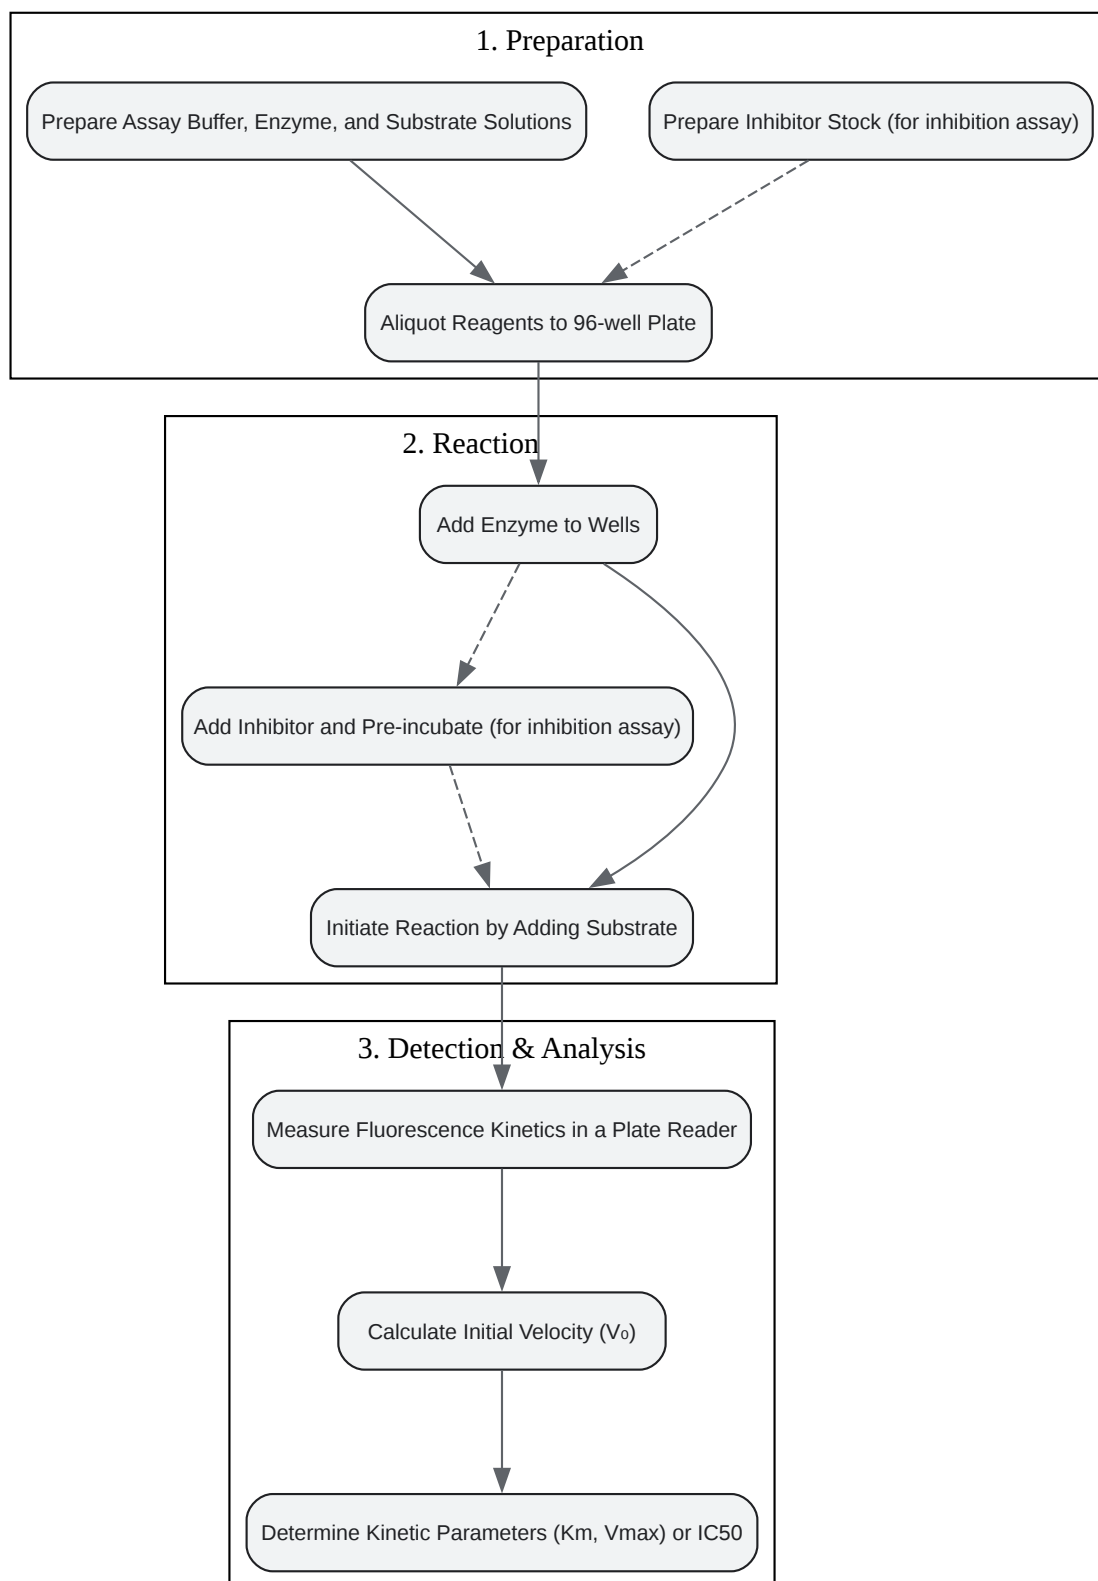 1. Preparation
Prepare Assay Buffer, Enzyme, and Substrate Solutions
Prepare Inhibitor Stock (for inhibition assay)
Aliquot Reagents to 96-well Plate
2. Reaction
Add Enzyme to Wells
Add Inhibitor and Pre-incubate (for inhibition assay)
Initiate Reaction by Adding Substrate
3. Detection & Analysis
Measure Fluorescence Kinetics in a Plate Reader
Calculate Initial Velocity (V₀)
Determine Kinetic Parameters (Km, Vmax) or IC50